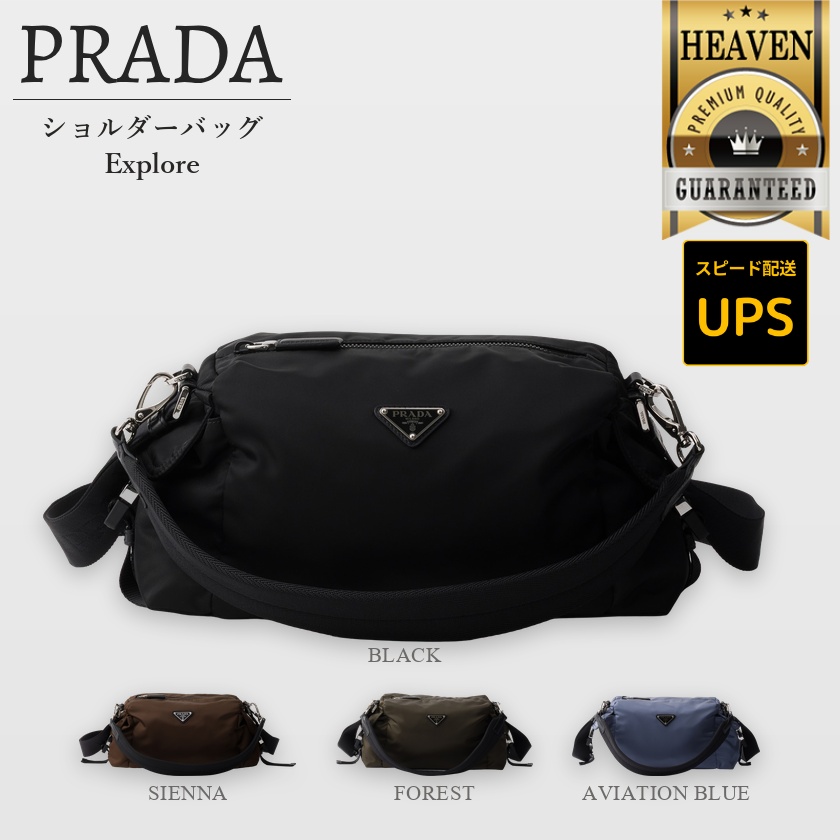 PRADA
ショルダーバッグ
Explore
HEAVEN
PREMIUM QUALITY
GUARANTEED
スピード配送
UPS
PRADA
BLACK
SIENNA
FOREST
AVIATION BLUE